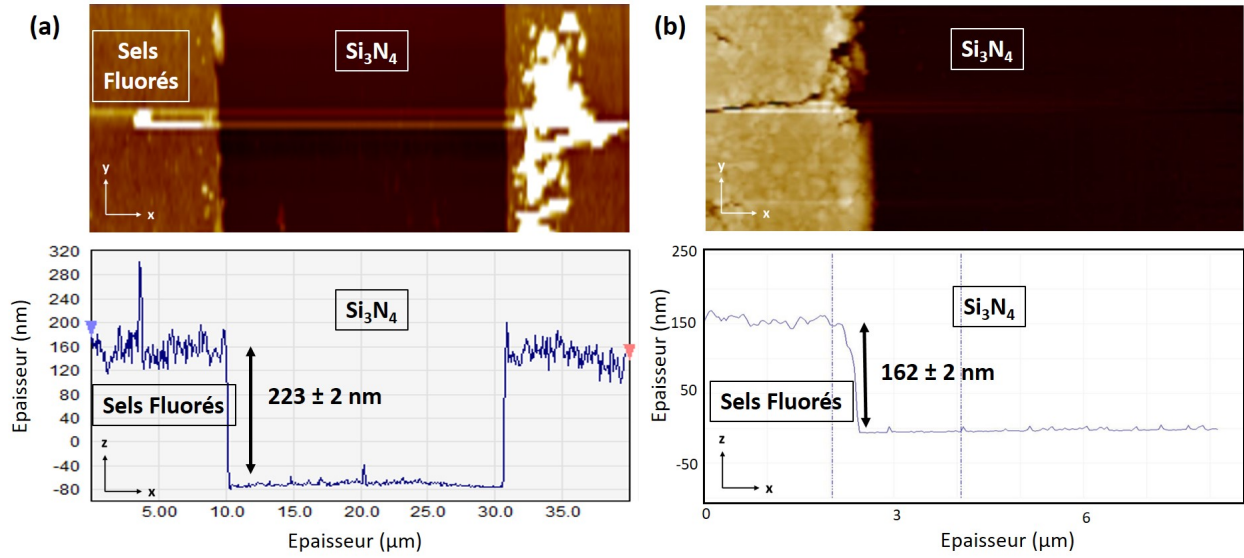 (a)
Sels
Fluorés
Si₃N₄
y
x
(b)
Si₃N₄
y
x
320
280
240
200
160
120
80
40
0
-40
-80
Epaisseur (nm)
Si₃N₄
223 ± 2 nm
Sels Fluorés
z
x
5.00 10.0 15.0 20.0 25.0 30.0 35.0
Epaisseur (µm)
250
150
50
-50
Epaisseur (nm)
Si₃N₄
162 ± 2 nm
Sels Fluorés
z
x
0 3 6
Epaisseur (µm)